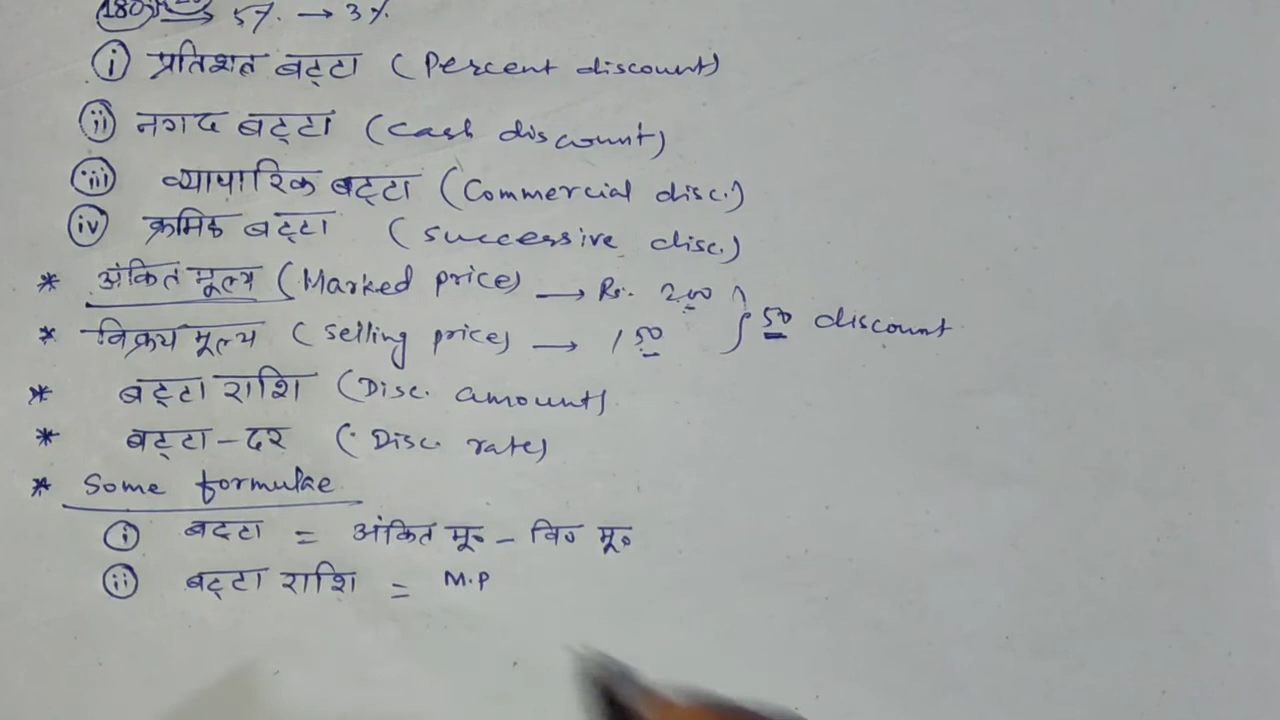 5%. → 3%.
(i) प्रतिशत बट्टा (Percent discount)
(ii) नगद बट्टा (Cash discount)
(iii) व्यापारिक बट्टा (Commercial disc.)
(iv) क्रमिक बट्टा (successive disc.)
* अंकित मूल्य (Marked price) → Rs. 200
* विक्रय मूल्य (Selling price) → 150 } 50 discount
* बट्टा राशि (Disc. amount)
* बट्टा-दर (Disc. rate)
* Some formulae
(i) बट्टा = अंकित मू० - वि० मू०
(ii) बट्टा राशि = M.P